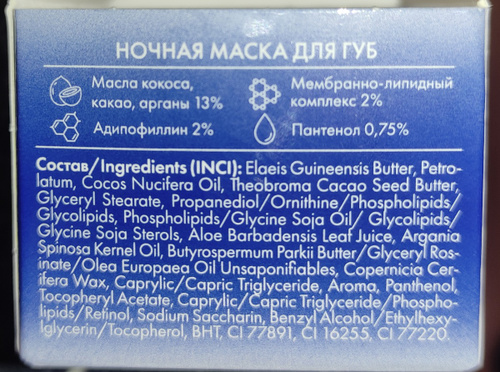 НОЧНАЯ МАСКА ДЛЯ ГУБ
Масла кокоса,
какао, арганы 13%
Мембранно-липидный
комплекс 2%
Адипофиллин 2%
Пантенол 0,75%
Состав/Ingredients (INCI): Elaeis Guineensis Butter, Petro-
latum, Cocos Nucifera Oil, Theobroma Cacao Seed Butter,
Glyceryl Stearate, Propanediol/Ornithine/Phospholipids/
Glycolipids, Phospholipids/Glycine Soja Oil/ Glycolipids/
Glycine Soja Sterols, Aloe Barbadensis Leaf Juice, Argania
Spinosa Kernel Oil, Butyrospermum Parkii Butter/Glyceryl Ros-
inate/Olea Europaea Oil Unsaponifiables, Copernicia Cer-
ifera Wax, Caprylic/Capric Triglyceride, Aroma, Panthenol,
Tocopheryl Acetate, Caprylic/Capric Triglyceride/Phospho-
lipids/Retinol, Sodium Saccharin, Benzyl Alcohol/Ethylhexy-
lglycerin/Tocopherol, BHT, CI 77891, CI 16255, CI 77220.